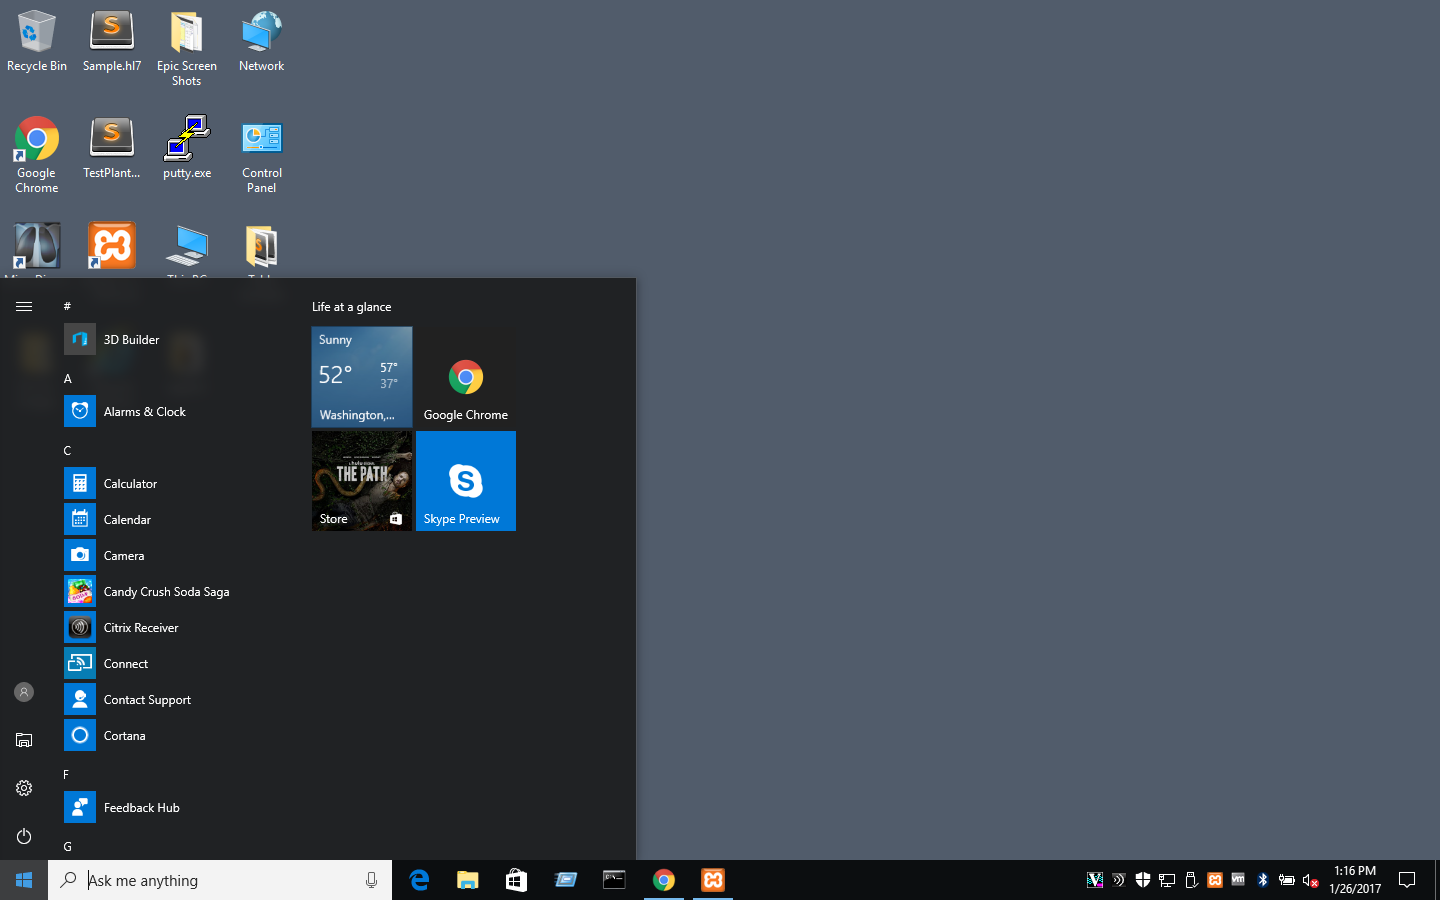 Recycle Bin
Sample.hl7
Epic Screen
Shots
Network
Google
Chrome
TestPlant...
putty.exe
Control
Panel
#
3D Builder
A
Alarms & Clock
C
Calculator
Calendar
Camera
Candy Crush Soda Saga
Citrix Receiver
Connect
Contact Support
Cortana
F
Feedback Hub
G
Life at a glance
Sunny
52°
57°
37°
Washington,...
Google Chrome
hulu
THE PATH
Store
Skype Preview
Ask me anything
1:16 PM
1/26/2017